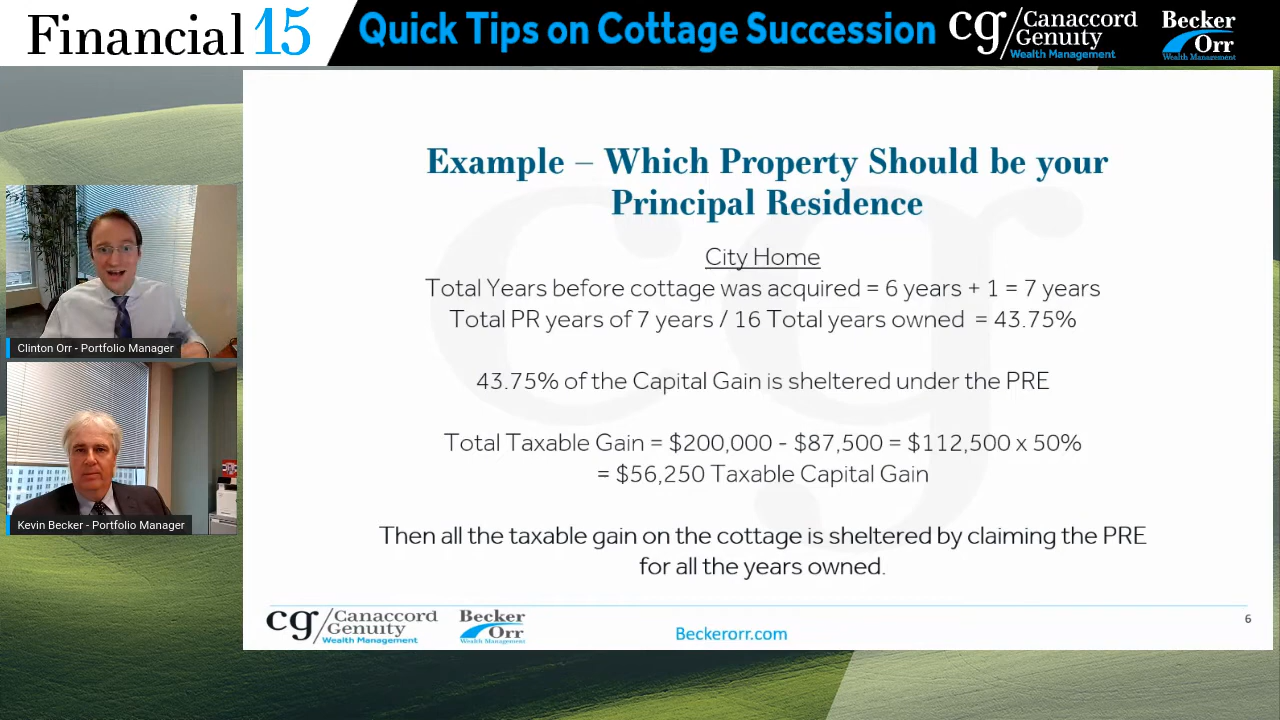 Financial 15
Quick Tips on Cottage Succession
cg/Canaccord
Genuity
Wealth Management
Becker
Orr
Wealth Management
Example – Which Property Should be your
Principal Residence
City Home
Total Years before cottage was acquired = 6 years + 1 = 7 years
Total PR years of 7 years / 16 Total years owned = 43.75%
43.75% of the Capital Gain is sheltered under the PRE
Total Taxable Gain = $200,000 - $87,500 = $112,500 x 50%
= $56,250 Taxable Capital Gain
Then all the taxable gain on the cottage is sheltered by claiming the PRE
for all the years owned.
Clinton Orr - Portfolio Manager
Kevin Becker - Portfolio Manager
cg/Canaccord
Genuity
Wealth Management
Becker
Orr
Wealth Management
Beckerorr.com
6
cg